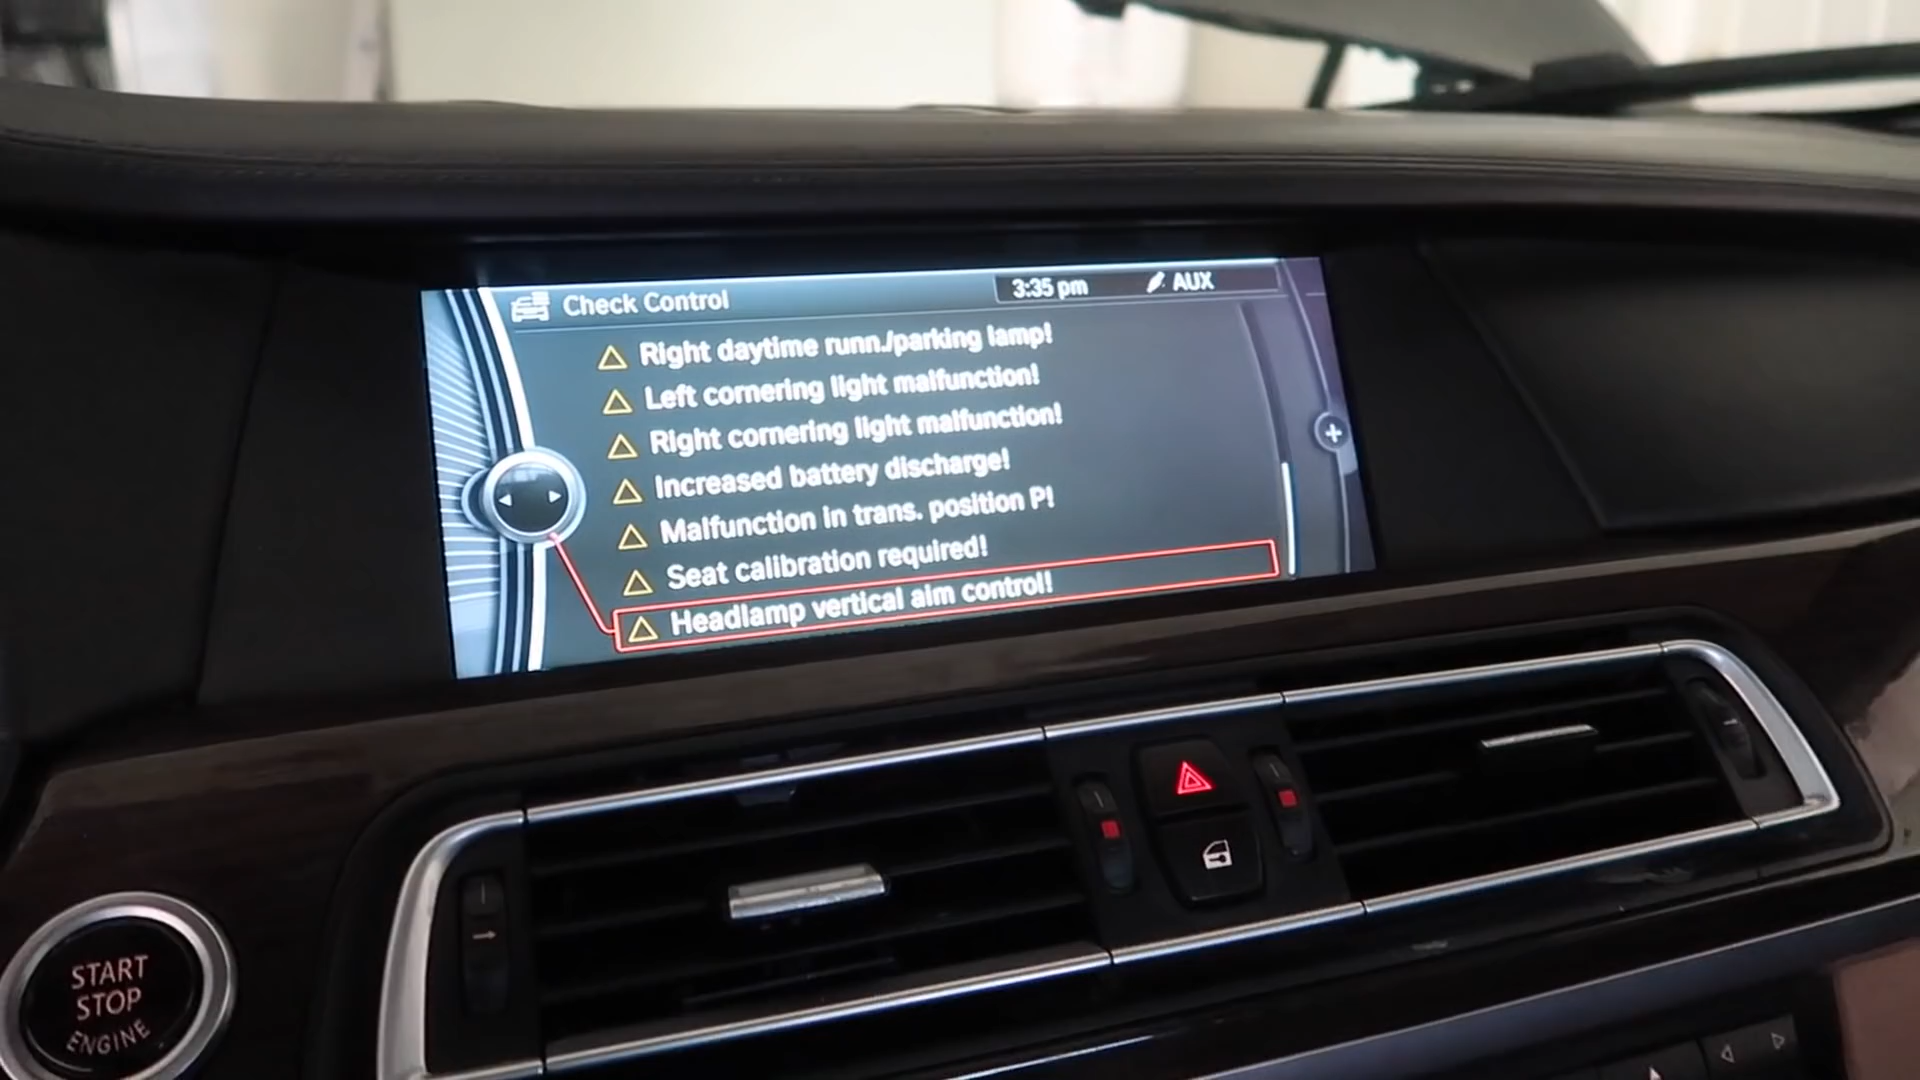 Check Control
3:35 pm
AUX
Right daytime runn./parking lamp!
Left cornering light malfunction!
Right cornering light malfunction!
Increased battery discharge!
Malfunction in trans. position P!
Seat calibration required!
Headlamp vertical aim control!
START
STOP
ENGINE